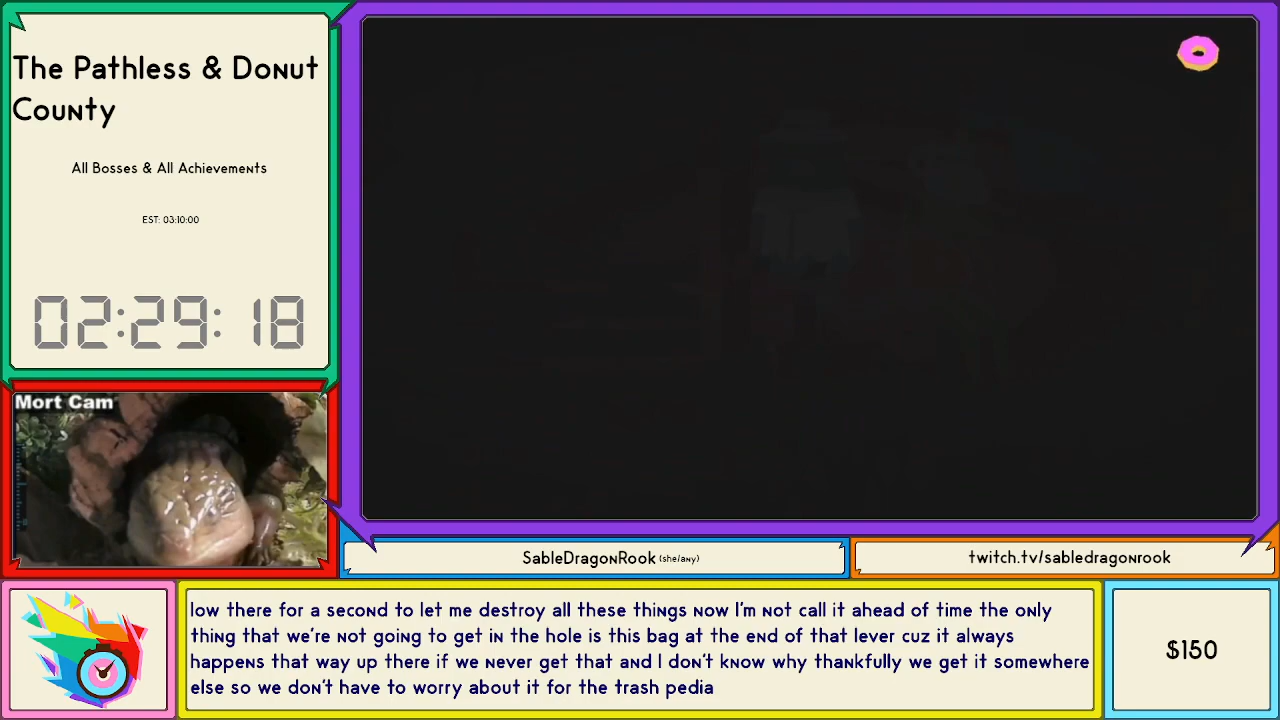 The Pathless & Donut
County
All Bosses & All Achievements
EST: 03:10:00
02:29:18
Mort Cam
SableDragonRook (she/any)
twitch.tv/sabledragonrook
low there for a second to let me destroy all these things now I'm not call it ahead of time the only
thing that we're not going to get in the hole is this bag at the end of that lever cuz it always
happens that way up there if we never get that and I don't know why thankfully we get it somewhere
else so we don't have to worry about it for the trash pedia
$150